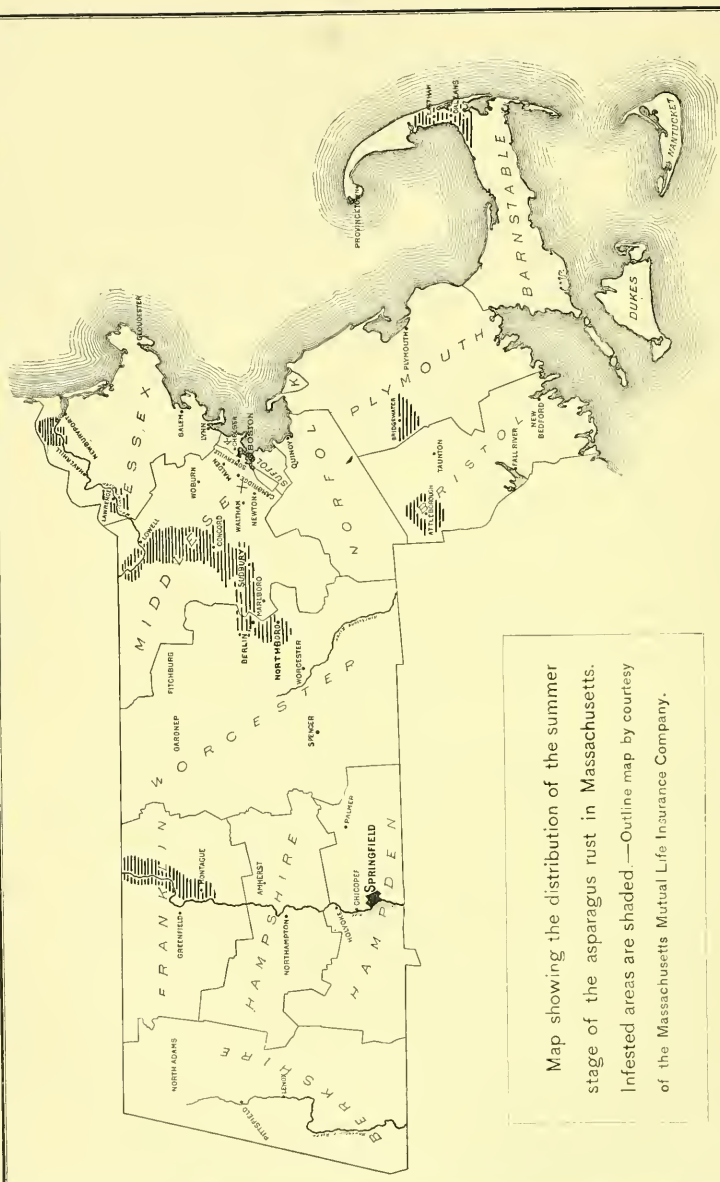 NORTH ADAMS
PITTSFIELD
LENOX
BERKSHIRE
FRANKLIN
GREENFIELD
MONTAGUE
HAMPSHIRE
AMHERST
NORTHAMPTON
HOLYOKE
CHICOPEE
SPRINGFIELD
PALMER
HAMPDEN
WORCESTER
GARDNER
FITCHBURG
SPENCER
WORCESTER
BERLIN
NORTHBORO
MARLBORO
SUDBURY
MIDDLESEX
LOWELL
CONCORD
WALTHAM
NEWTON
WOBURN
MALDEN
SOMERVILLE
CAMBRIDGE
CHELSEA
BOSTON
SUFFOLK
ESSEX
LAWRENCE
HAVERHILL
NEWBURYPORT
GLOUCESTER
SALEM
LYNN
QUINCY
NORFOLK
PLYMOUTH
BRIDGEWATER
PLYMOUTH
BRISTOL
ATTLEBOROUGH
TAUNTON
FALL RIVER
NEW BEDFORD
BARNSTABLE
PROVINCETOWN
ORLEANS
DUKES
NANTUCKET
Map showing the distribution of the summer
stage of the asparagus rust in Massachusetts.
Infested areas are shaded.—Outline map by courtesy
of the Massachusetts Mutual Life Insurance Company.